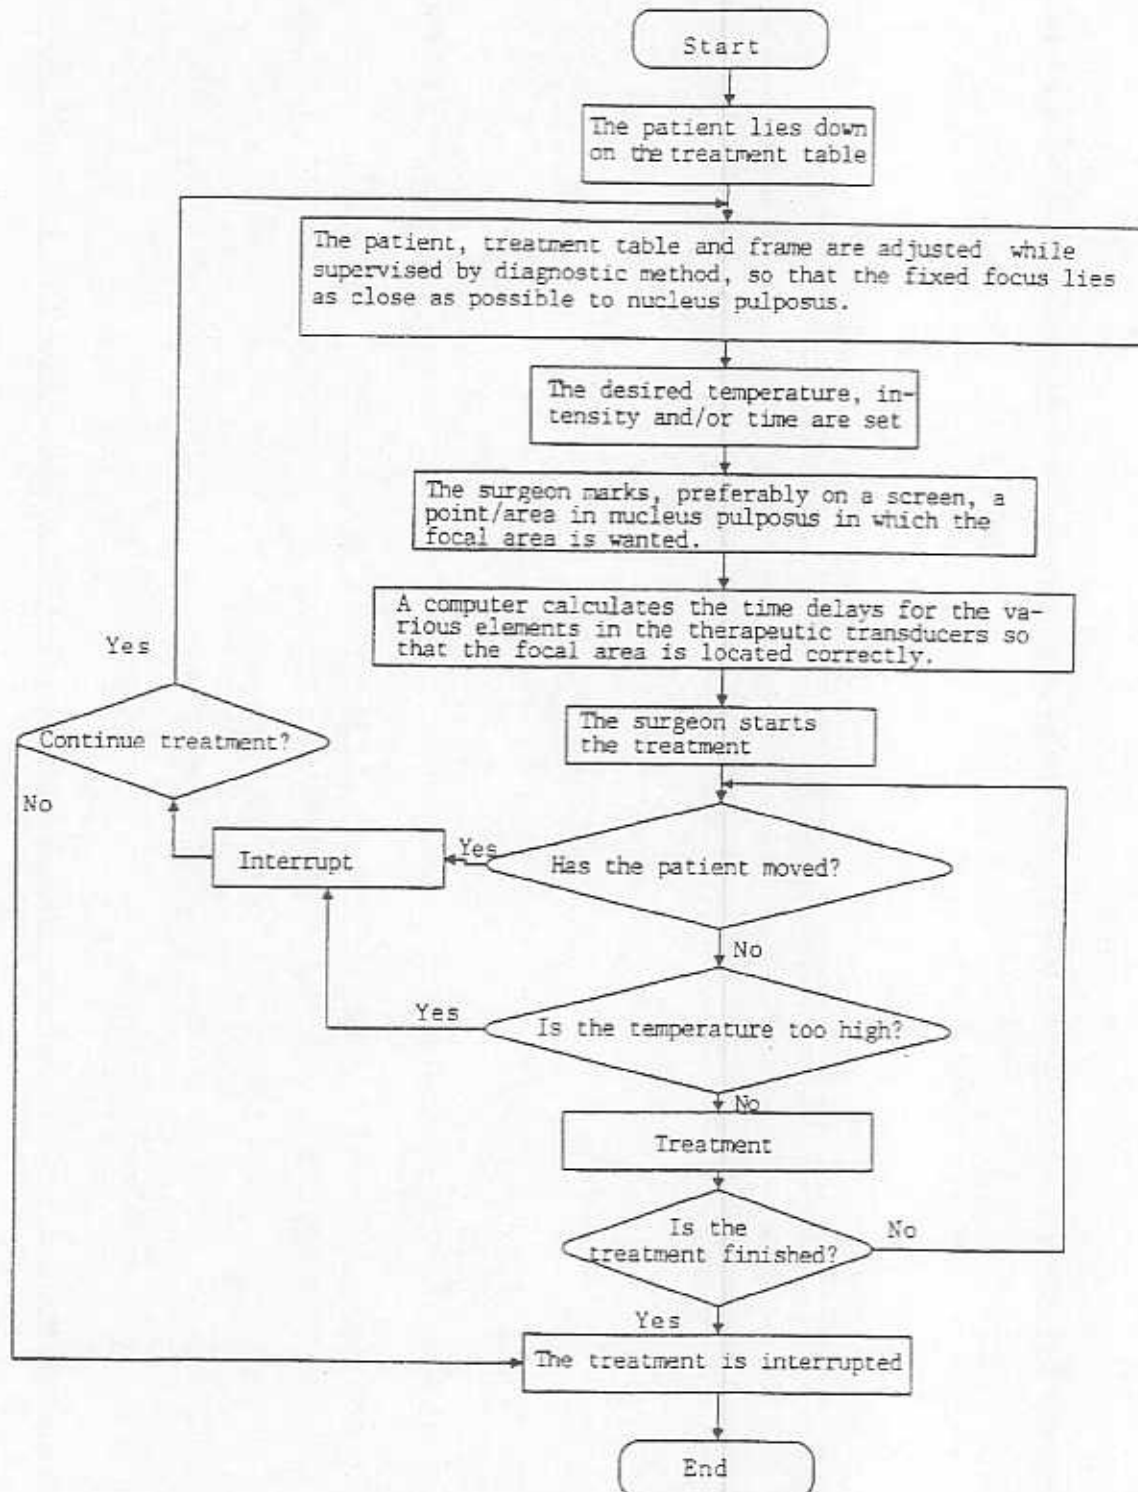 Start
The patient lies down
on the treatment table
The patient, treatment table and frame are adjusted while
supervised by diagnostic method, so that the fixed focus lies
as close as possible to nucleus pulposus.
The desired temperature, in-
tensity and/or time are set
The surgeon marks, preferably on a screen, a
point/area in nucleus pulposus in which the
focal area is wanted.
A computer calculates the time delays for the va-
rious elements in the therapeutic transducers so
that the focal area is located correctly.
Yes
The surgeon starts
the treatment
Continue treatment?
No
Interrupt
Yes
Has the patient moved?
No
Yes
Is the temperature too high?
No
Treatment
Is the
treatment finished?
No
Yes
The treatment is interrupted
End